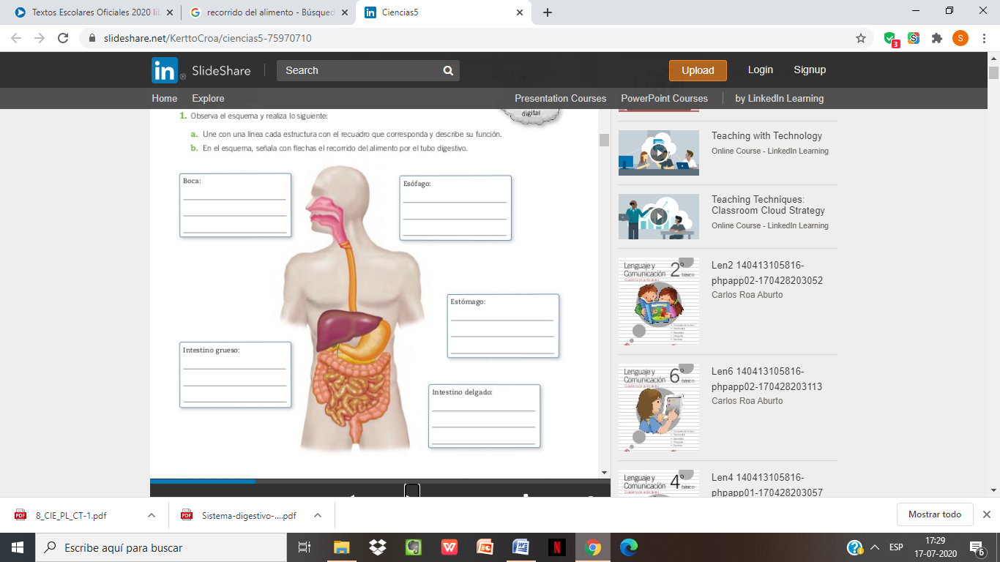 Textos Escolares Oficiales 2020 lib
recorrido del alimento - Búsqued
Ciencias5
slideshare.net/KerttoCroa/ciencias5-75970710
3
S
in SlideShare
Search
Upload
Login
Signup
Home
Explore
Presentation Courses
PowerPoint Courses
by LinkedIn Learning
digital
1. Observa el esquema y realiza lo siguiente:
a. Une con una línea cada estructura con el recuadro que corresponda y describe su función.
b. En el esquema, señala con flechas el recorrido del alimento por el tubo digestivo.
Boca:
Esófago:
Estómago:
Intestino grueso:
Intestino delgado:
Teaching with Technology
Online Course - LinkedIn Learning
Teaching Techniques:
Classroom Cloud Strategy
Online Course - LinkedIn Learning
Lenguaje y
Comunicación 2° básico
Len2 140413105816-
phpapp02-170428203052
Carlos Roa Aburto
Lenguaje y
Comunicación 6° básico
Len6 140413105816-
phpapp02-170428203113
Carlos Roa Aburto
Lenguaje y
Comunicación 4° básico
Len4 140413105816-
phpapp01-170428203057
PDF 8_CIE_PL_CT-1.pdf
PDF Sistema-digestivo-....pdf
Mostrar todo
Escribe aquí para buscar
ESP
17:29
17-07-2020
6